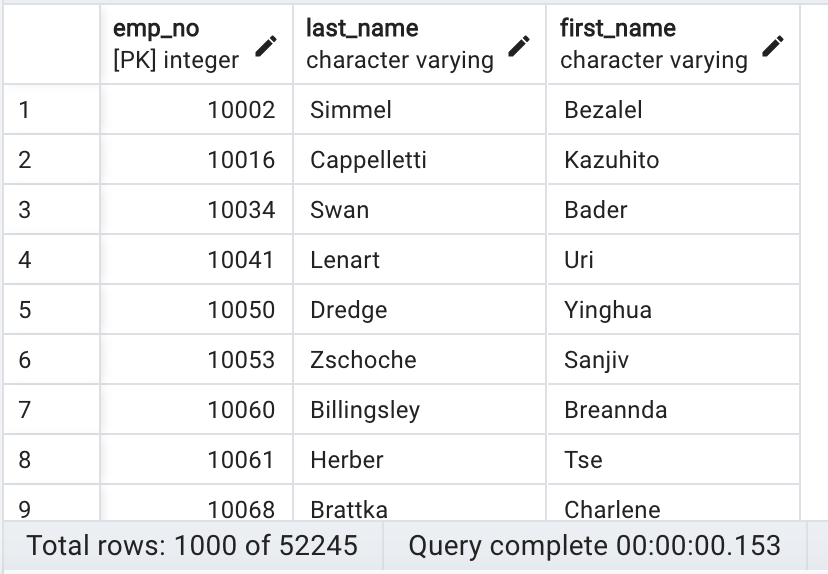 emp_no last_name first_name
[PK] integer character varying character varying
1 10002 Simmel Bezalel
2 10016 Cappelletti Kazuhito
3 10034 Swan Bader
4 10041 Lenart Uri
5 10050 Dredge Yinghua
6 10053 Zschoche Sanjiv
7 10060 Billingsley Breannda
8 10061 Herber Tse
9 10068 Brattka Charlene
Total rows: 1000 of 52245 Query complete 00:00:00.153